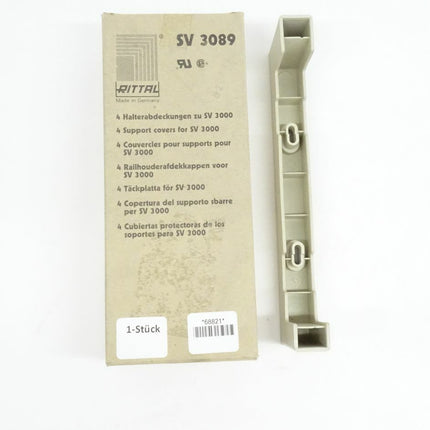 SV 3089
RITTAL
Made in Germany
4 Halterabdeckungen zu SV 3000
4 Support covers for SV 3000
4 Couvercles pour supports pour
SV 3000
4 Railhouderafdekkappen voor
SV 3000
4 Täckplatta för SV 3000
4 Copertura del supporto sbarre
per SV 3000
4 Cubiertas protectoras de los
soportes para SV 3000
1-Stück
*68821*